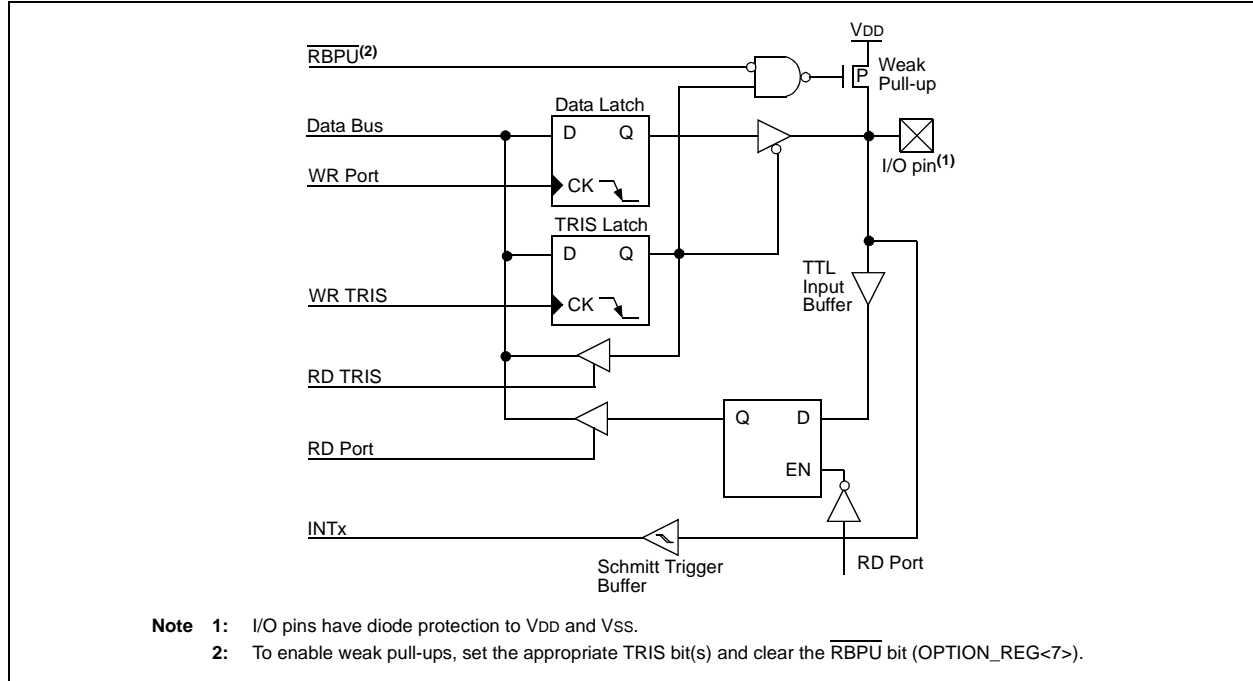 VDD
RBPU(2)
Weak
Pull-up
P
Data Latch
Data Bus
D Q
I/O pin(1)
WR Port
CK
TRIS Latch
D Q
TTL
Input
Buffer
WR TRIS
CK
RD TRIS
Q D
RD Port
EN
INTx
Schmitt Trigger
Buffer
RD Port
Note 1: I/O pins have diode protection to VDD and VSS.
2: To enable weak pull-ups, set the appropriate TRIS bit(s) and clear the RBPU bit (OPTION_REG<7>).